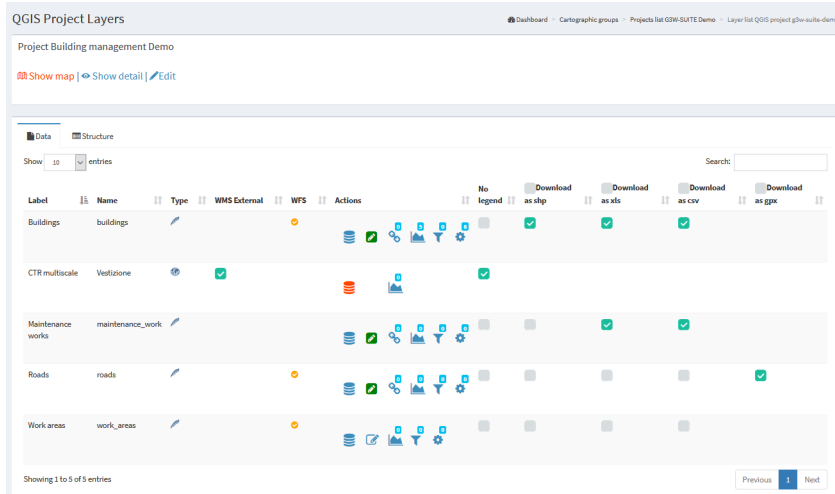 QGIS Project Layers
Dashboard > Cartographic groups > Projects list G3W-SUITE Demo > Layer list QGIS project g3w-suite-dem
Project Building management Demo
Show map | Show detail | Edit
Data Structure
Show 10 entries Search:
Label Name Type WMS External WFS Actions No legend Download as shp Download as xls Download as csv Download as gpx
Buildings buildings
CTR multiscale Vestizione
Maintenance works maintenance_work
Roads roads
Work areas work_areas
Showing 1 to 5 of 5 entries Previous 1 Next